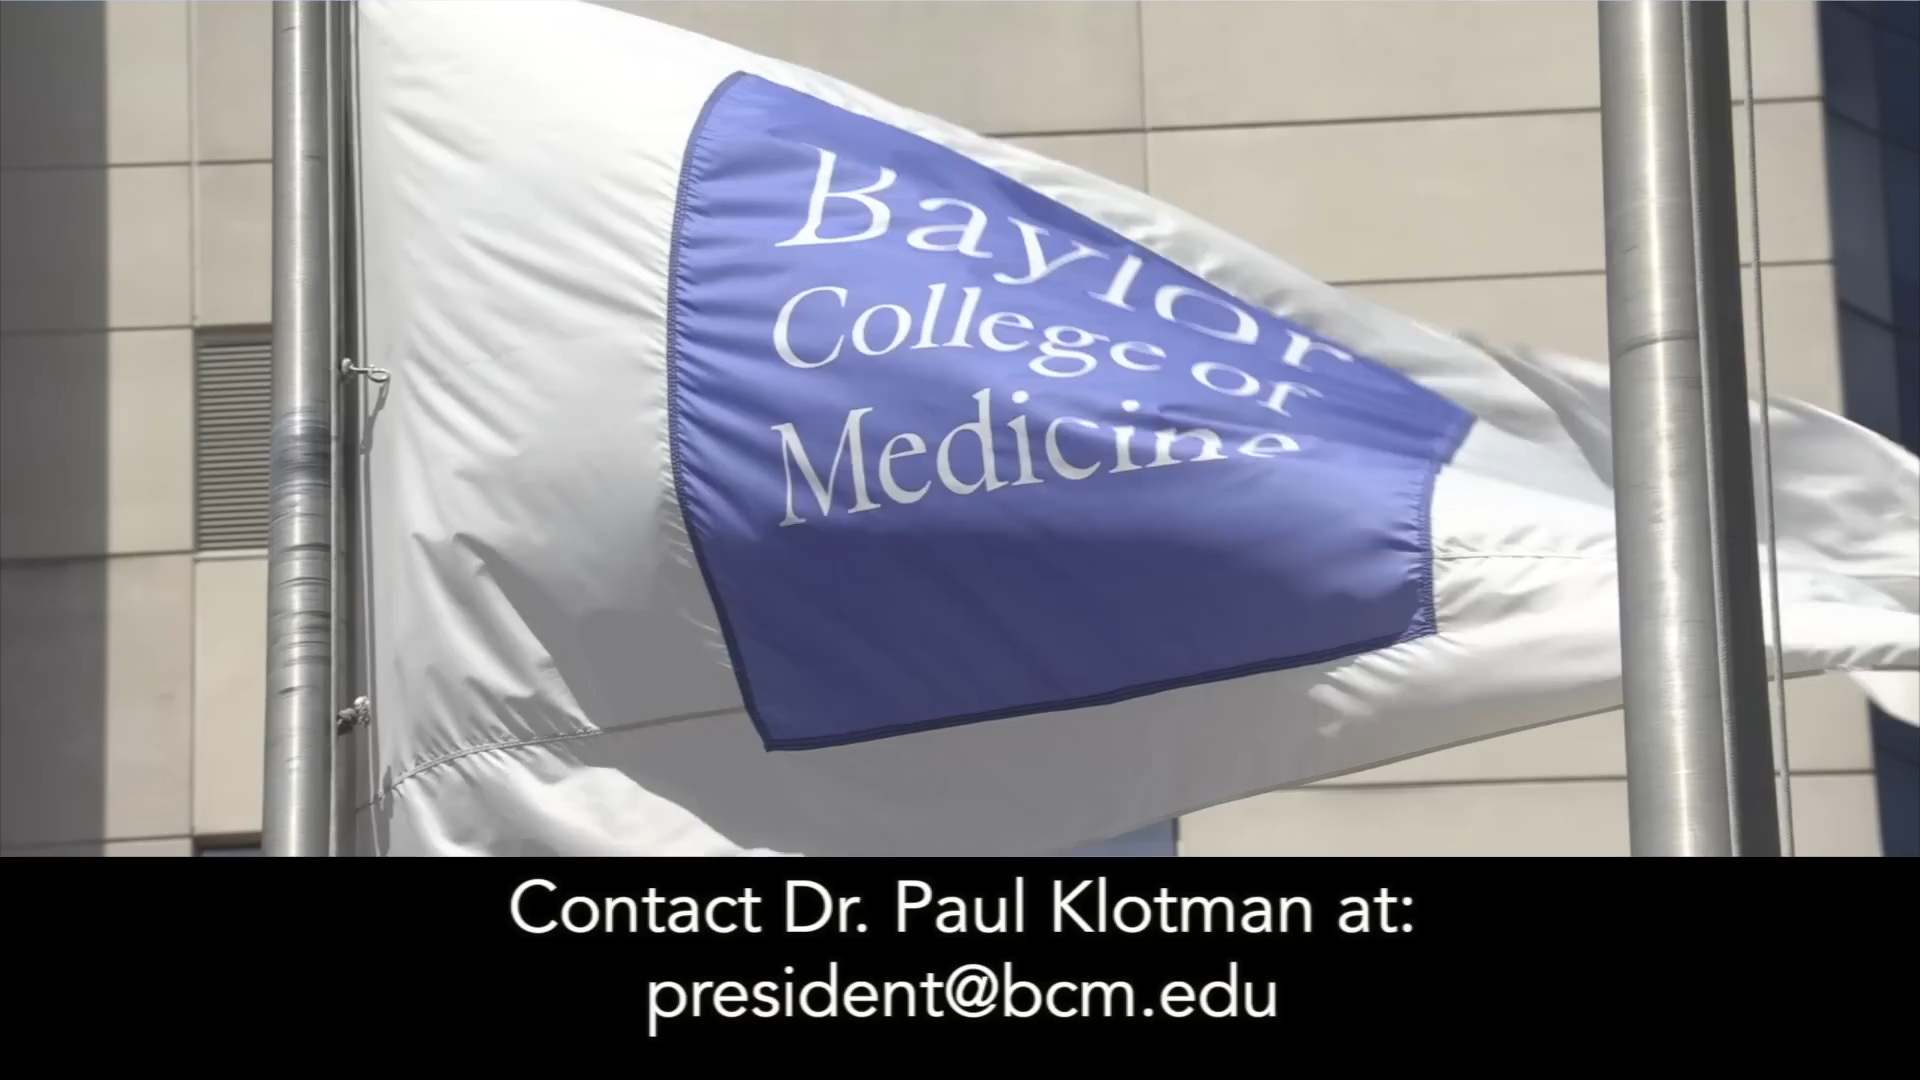 Baylor
College of
Medicine
Contact Dr. Paul Klotman at:
president@bcm.edu